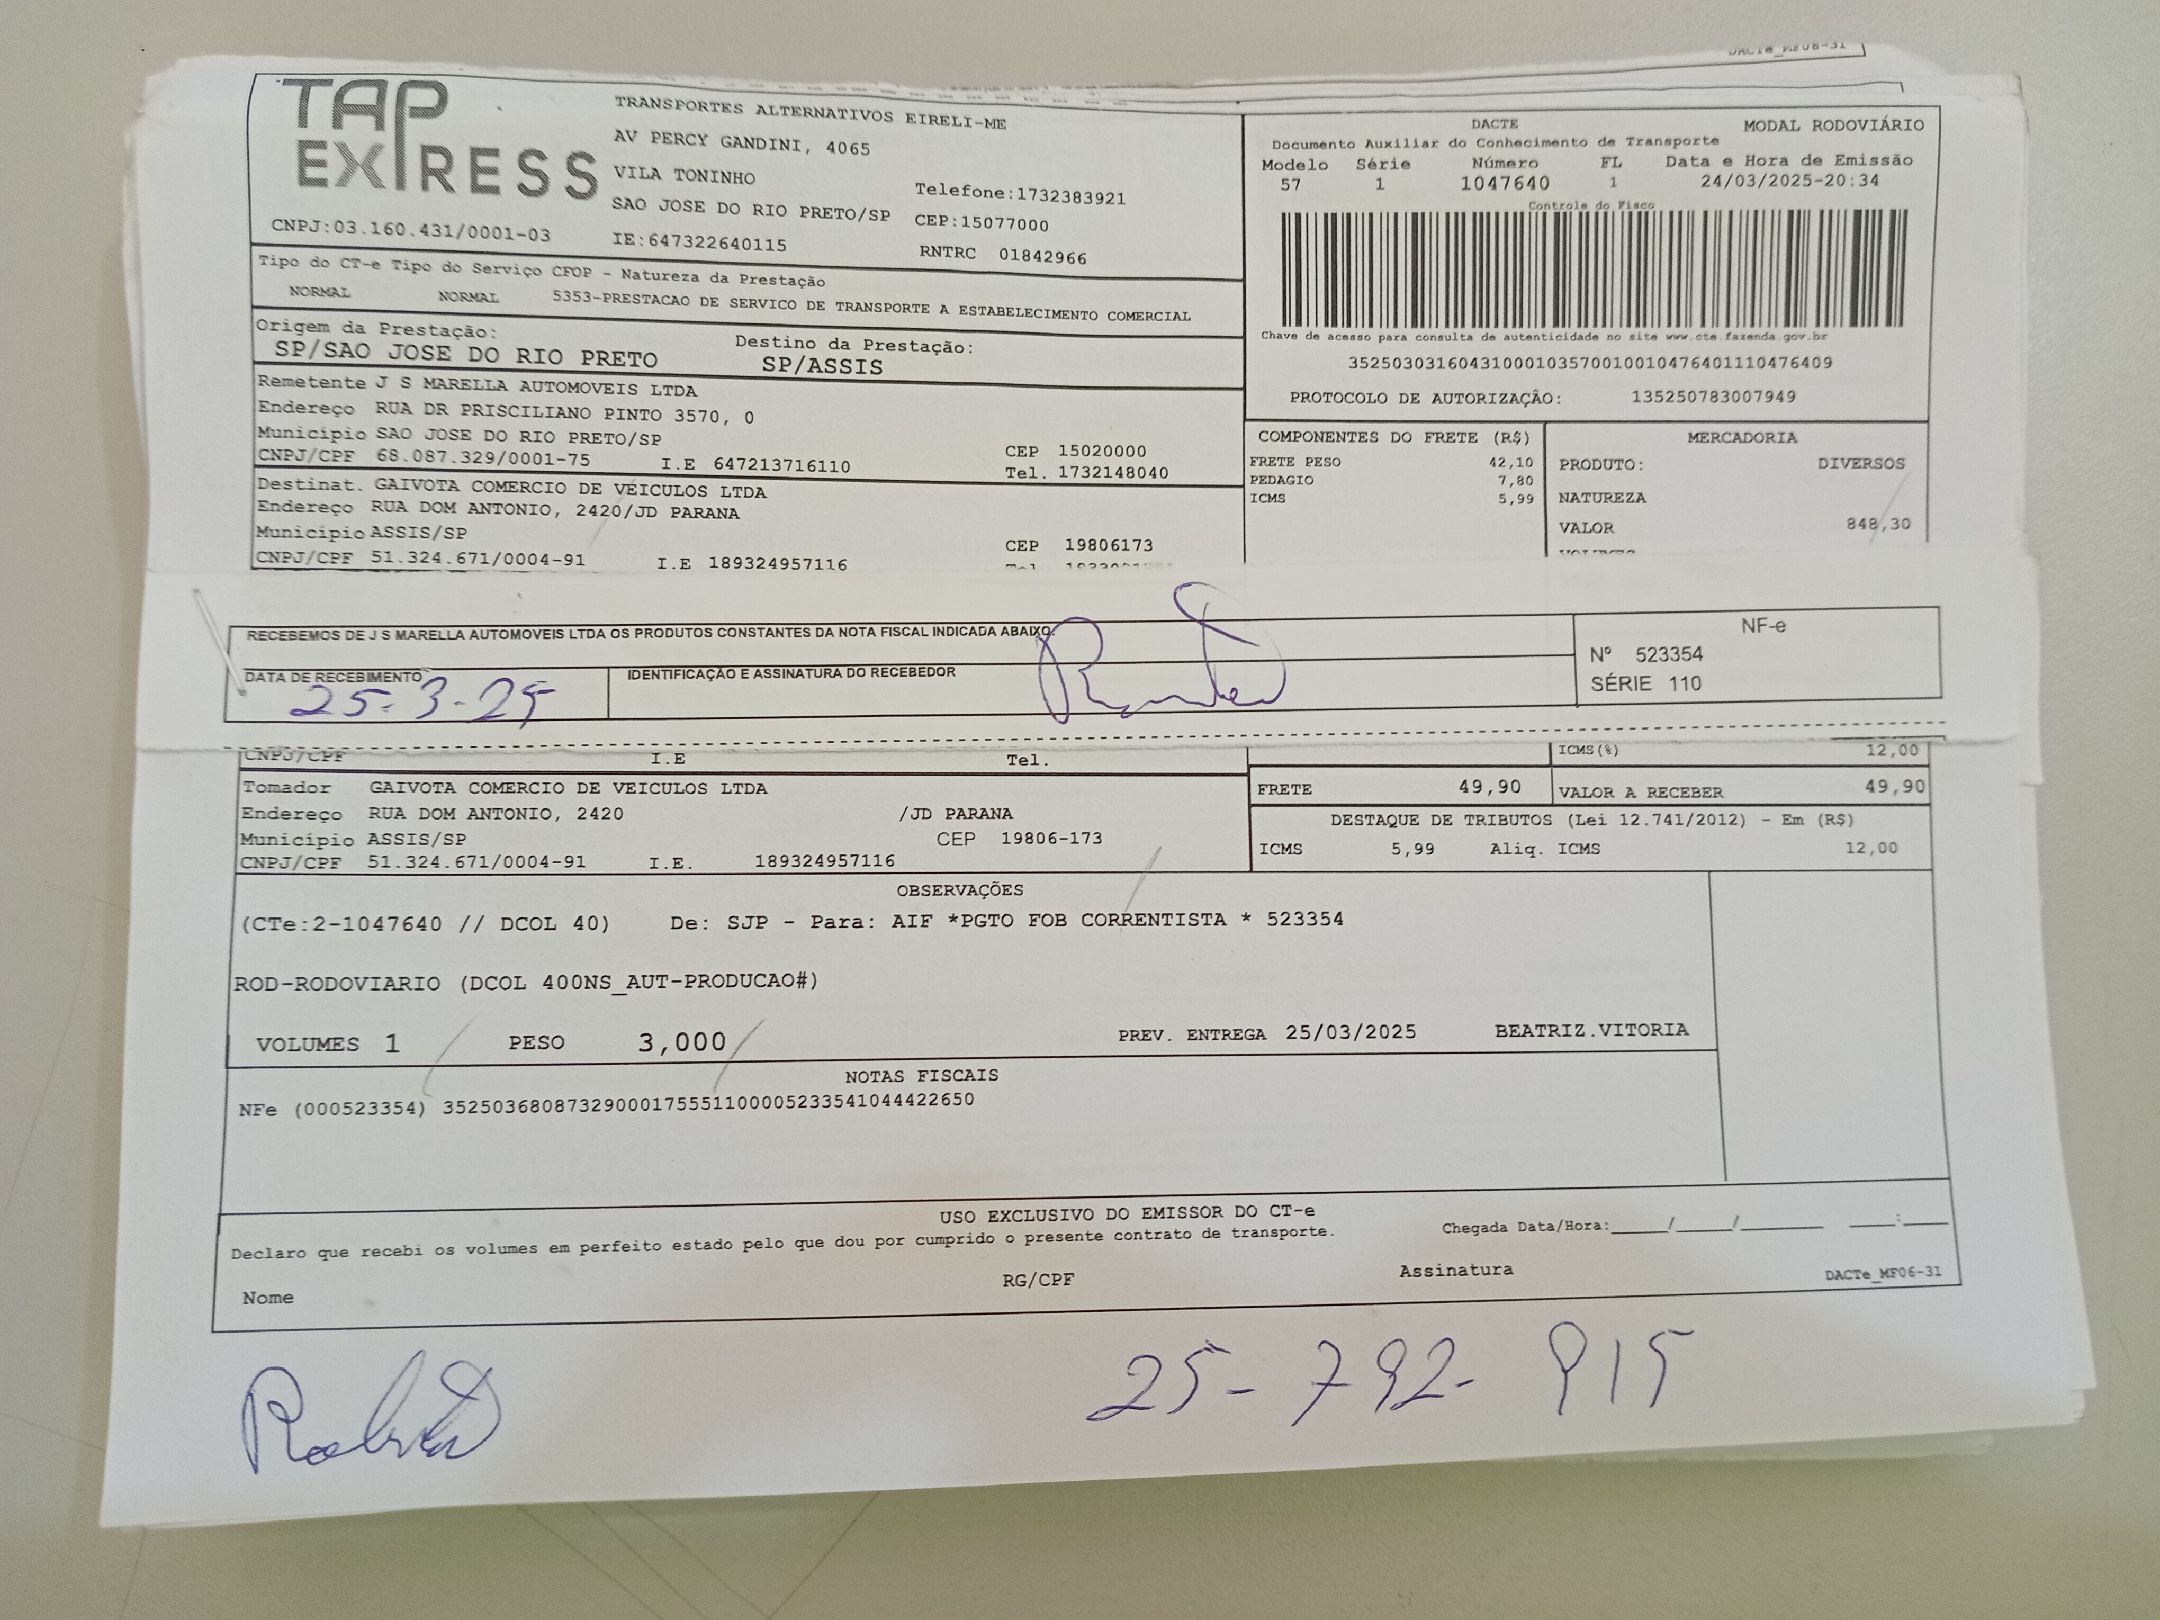 DACTe_MF06-31
TAP EXPRESS
TRANSPORTES ALTERNATIVOS EIRELI-ME
AV PERCY GANDINI, 4065
VILA TONINHO
Telefone:1732383921
SAO JOSE DO RIO PRETO/SP CEP:15077000
CNPJ:03.160.431/0001-03 IE:647322640115 RNTRC 01842966
DACTE MODAL RODOVIÁRIO
Documento Auxiliar do Conhecimento de Transporte
Modelo Série Número FL Data e Hora de Emissão
57 1 1047640 1 24/03/2025-20:34
Controle do Fisco
Chave de acesso para consulta de autenticidade no site www.cte.fazenda.gov.br
35250303160431000103570010010476401110476409
PROTOCOLO DE AUTORIZAÇÃO: 135250783007949
Tipo do CT-e Tipo do Serviço CFOP - Natureza da Prestação
NORMAL NORMAL 5353-PRESTACAO DE SERVICO DE TRANSPORTE A ESTABELECIMENTO COMERCIAL
Origem da Prestação: Destino da Prestação:
SP/SAO JOSE DO RIO PRETO SP/ASSIS
Remetente J S MARELLA AUTOMOVEIS LTDA
Endereço RUA DR PRISCILIANO PINTO 3570, 0
Município SAO JOSE DO RIO PRETO/SP CEP 15020000
CNPJ/CPF 68.087.329/0001-75 I.E 647213716110 Tel. 1732148040
Destinat. GAIVOTA COMERCIO DE VEICULOS LTDA
Endereço RUA DOM ANTONIO, 2420/JD PARANA
Município ASSIS/SP CEP 19806173
CNPJ/CPF 51.324.671/0004-91 I.E 189324957116
COMPONENTES DO FRETE (R$)
FRETE PESO 42,10
PEDAGIO 7,80
ICMS 5,99
MERCADORIA
PRODUTO: DIVERSOS
NATUREZA
VALOR 848,30
RECEBEMOS DE J S MARELLA AUTOMOVEIS LTDA OS PRODUTOS CONSTANTES DA NOTA FISCAL INDICADA ABAIXO.
DATA DE RECEBIMENTO IDENTIFICAÇÃO E ASSINATURA DO RECEBEDOR
25-3-25
NF-e
Nº 523354
SÉRIE 110
CNPJ/CPF I.E Tel.
ICMS(%) 12,00
Tomador GAIVOTA COMERCIO DE VEICULOS LTDA
Endereço RUA DOM ANTONIO, 2420 /JD PARANA
Município ASSIS/SP CEP 19806-173
CNPJ/CPF 51.324.671/0004-91 I.E. 189324957116
FRETE 49,90 VALOR A RECEBER 49,90
DESTAQUE DE TRIBUTOS (Lei 12.741/2012) - Em (R$)
ICMS 5,99 Aliq. ICMS 12,00
OBSERVAÇÕES
(CTe:2-1047640 // DCOL 40) De: SJP - Para: AIF *PGTO FOB CORRENTISTA * 523354
ROD-RODOVIARIO (DCOL 400NS_AUT-PRODUCAO#)
VOLUMES 1 PESO 3,000 PREV. ENTREGA 25/03/2025 BEATRIZ.VITORIA
NOTAS FISCAIS
NFe (000523354) 35250368087329000175551100005233541044422650
USO EXCLUSIVO DO EMISSOR DO CT-e
Declaro que recebi os volumes em perfeito estado pelo que dou por cumprido o presente contrato de transporte.
Chegada Data/Hora:_____/_____/_______ ____:____
Nome RG/CPF Assinatura DACTe_MF06-31
25-792-915